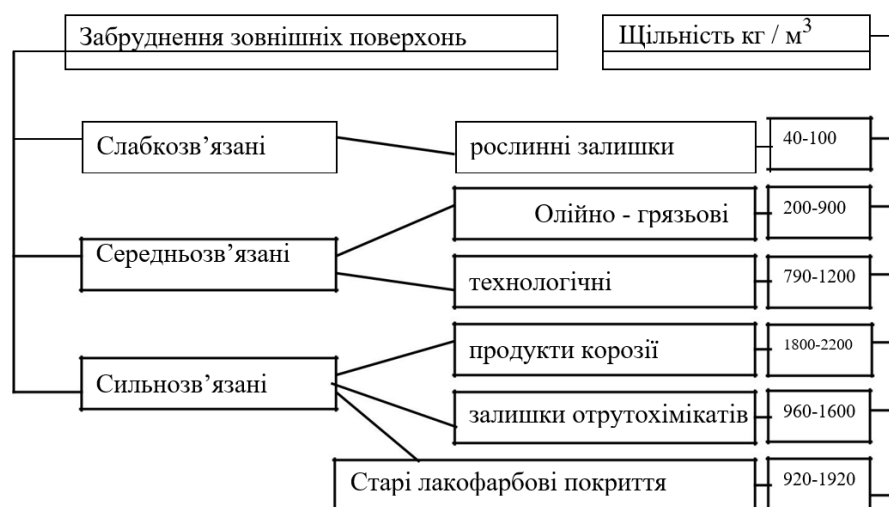 Забруднення зовнішніх поверхонь
Щільність кг / м³
Слабкозв’язані
рослинні залишки
40-100
Олійно - грязьові
200-900
Середньозв’язані
технологічні
790-1200
продукти корозії
1800-2200
Сильнозв’язані
залишки отрутохімікатів
960-1600
Старі лакофарбові покриття
920-1920